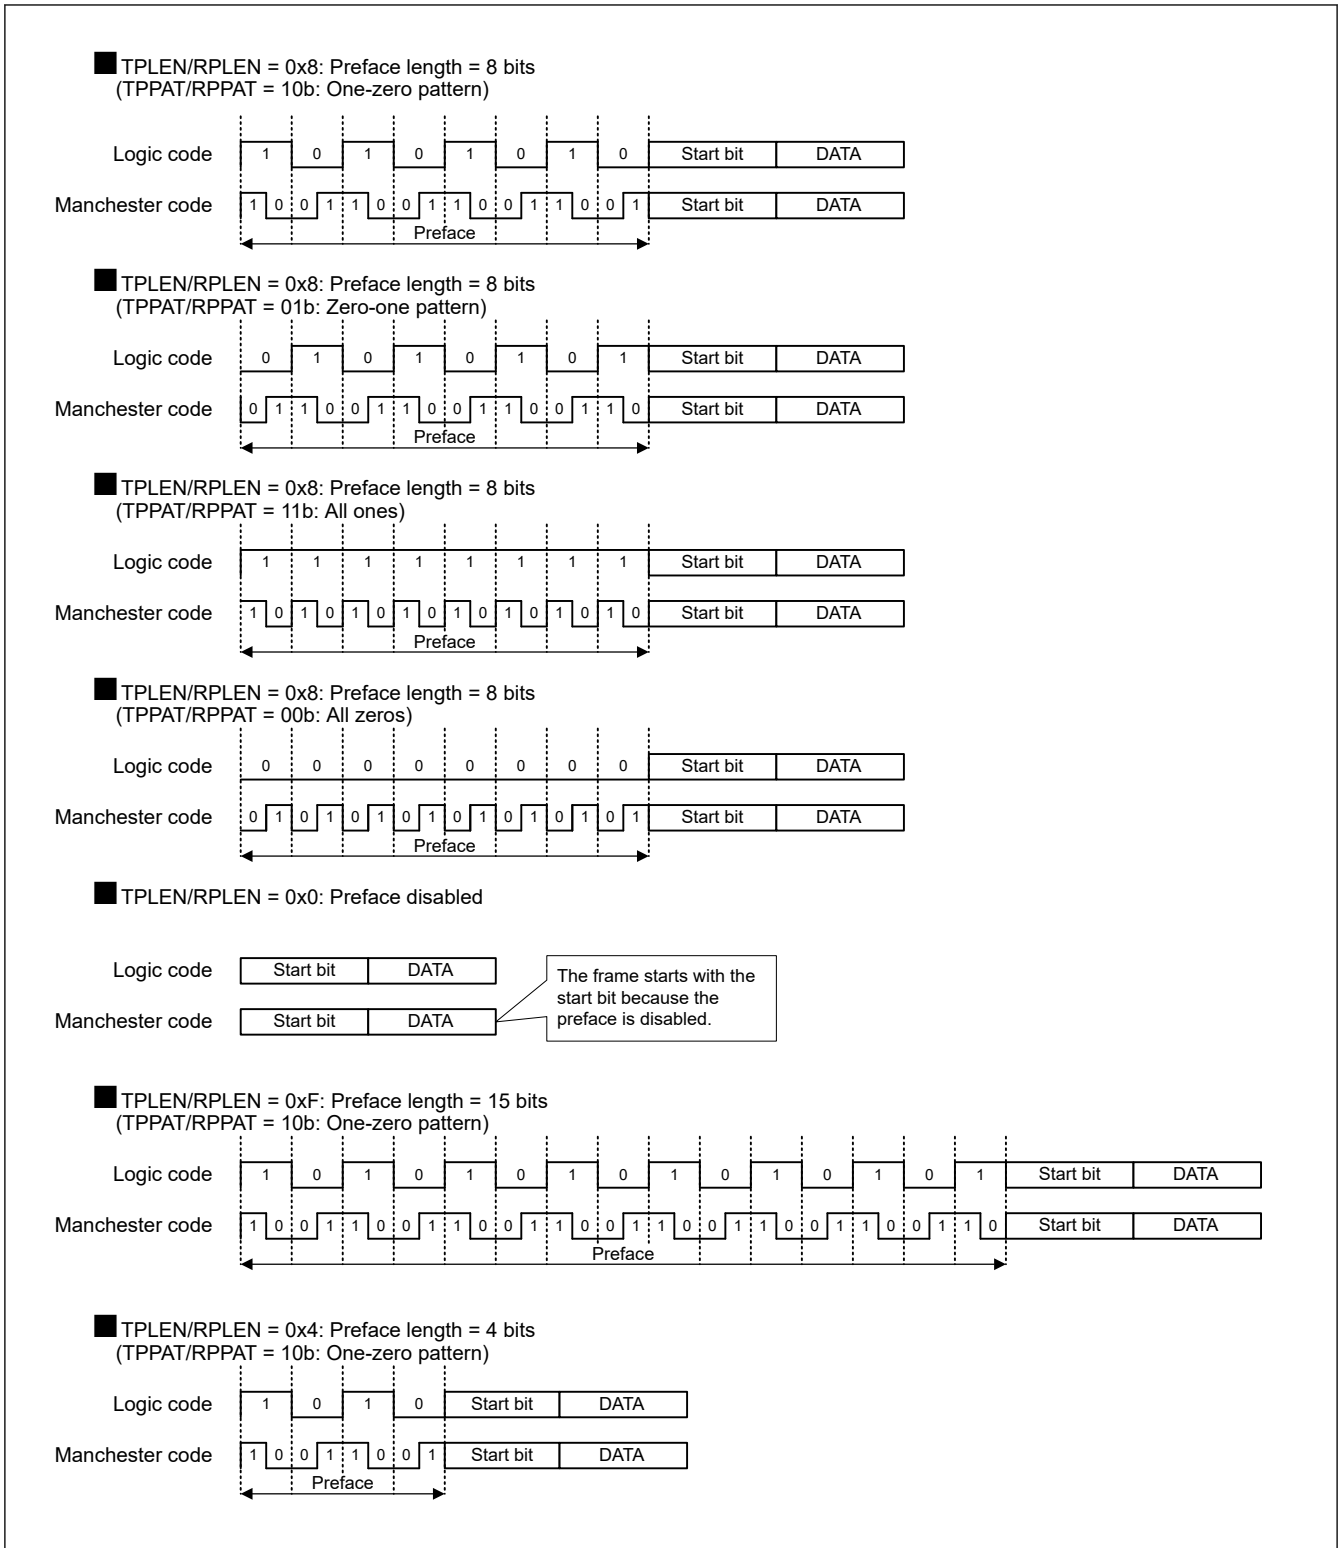 TPLEN/RPLEN = 0x8: Preface length = 8 bits
(TPPAT/RPPAT = 10b: One-zero pattern)
Logic code 1 0 1 0 1 0 1 0 Start bit DATA
Manchester code 1 0 0 1 1 0 0 1 1 0 0 1 1 0 0 1 Start bit DATA
Preface
TPLEN/RPLEN = 0x8: Preface length = 8 bits
(TPPAT/RPPAT = 01b: Zero-one pattern)
Logic code 0 1 0 1 0 1 0 1 Start bit DATA
Manchester code 0 1 1 0 0 1 1 0 0 1 1 0 0 1 1 0 Start bit DATA
Preface
TPLEN/RPLEN = 0x8: Preface length = 8 bits
(TPPAT/RPPAT = 11b: All ones)
Logic code 1 1 1 1 1 1 1 1 Start bit DATA
Manchester code 1 0 1 0 1 0 1 0 1 0 1 0 1 0 1 0 Start bit DATA
Preface
TPLEN/RPLEN = 0x8: Preface length = 8 bits
(TPPAT/RPPAT = 00b: All zeros)
Logic code 0 0 0 0 0 0 0 0 Start bit DATA
Manchester code 0 1 0 1 0 1 0 1 0 1 0 1 0 1 0 1 Start bit DATA
Preface
TPLEN/RPLEN = 0x0: Preface disabled
Logic code Start bit DATA
Manchester code Start bit DATA
The frame starts with the
start bit because the
preface is disabled.
TPLEN/RPLEN = 0xF: Preface length = 15 bits
(TPPAT/RPPAT = 10b: One-zero pattern)
Logic code 1 0 1 0 1 0 1 0 1 0 1 0 1 0 1 Start bit DATA
Manchester code 1 0 0 1 1 0 0 1 1 0 0 1 1 0 0 1 1 0 0 1 1 0 0 1 1 0 0 1 1 0 Start bit DATA
Preface
TPLEN/RPLEN = 0x4: Preface length = 4 bits
(TPPAT/RPPAT = 10b: One-zero pattern)
Logic code 1 0 1 0 Start bit DATA
Manchester code 1 0 0 1 1 0 0 1 Start bit DATA
Preface